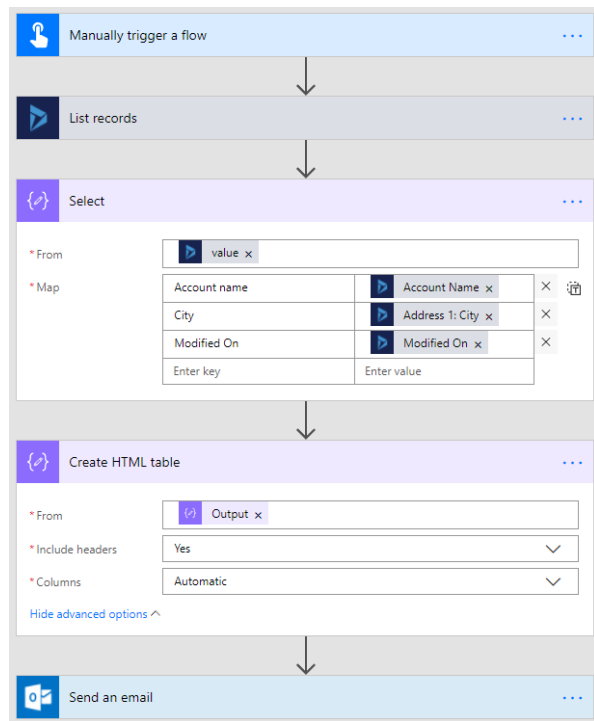 Manually trigger a flow
List records
Select
* From value ×
* Map Account name Account Name ×
City Address 1: City ×
Modified On Modified On ×
Enter key Enter value
Create HTML table
* From Output ×
* Include headers Yes
* Columns Automatic
Hide advanced options
Send an email